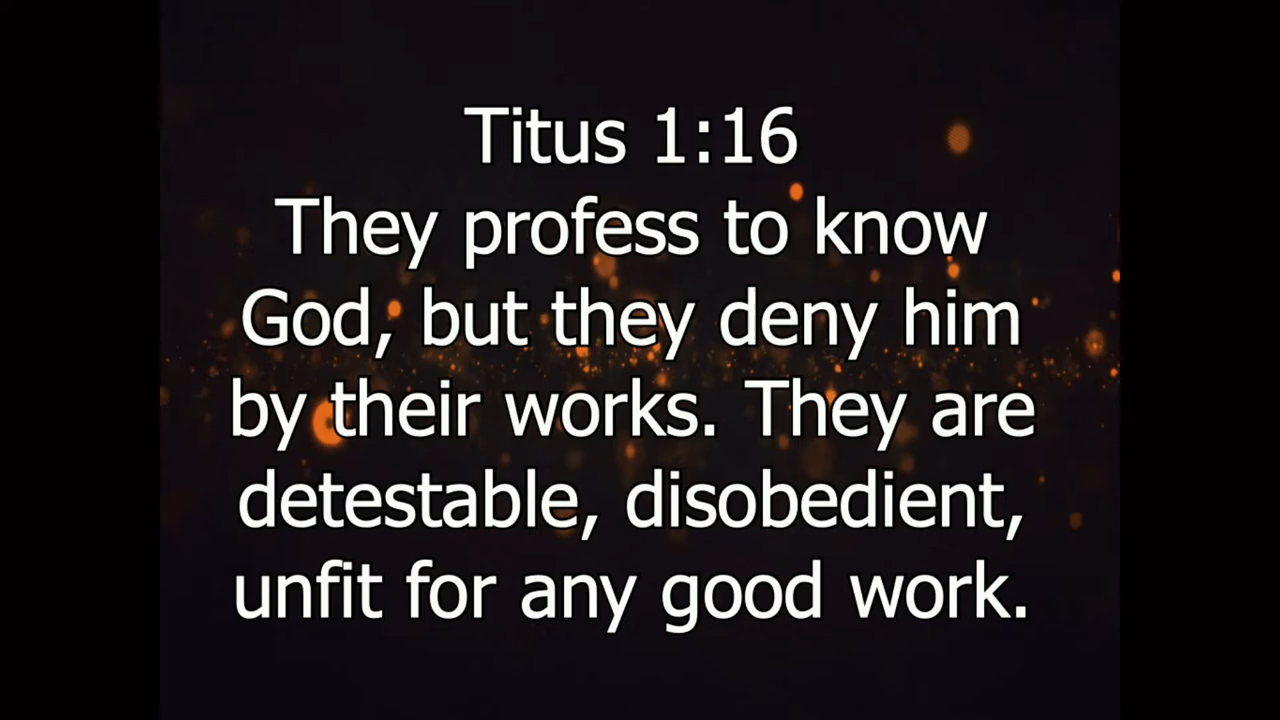 Titus 1:16
They profess to know
God, but they deny him
by their works. They are
detestable, disobedient,
unfit for any good work.